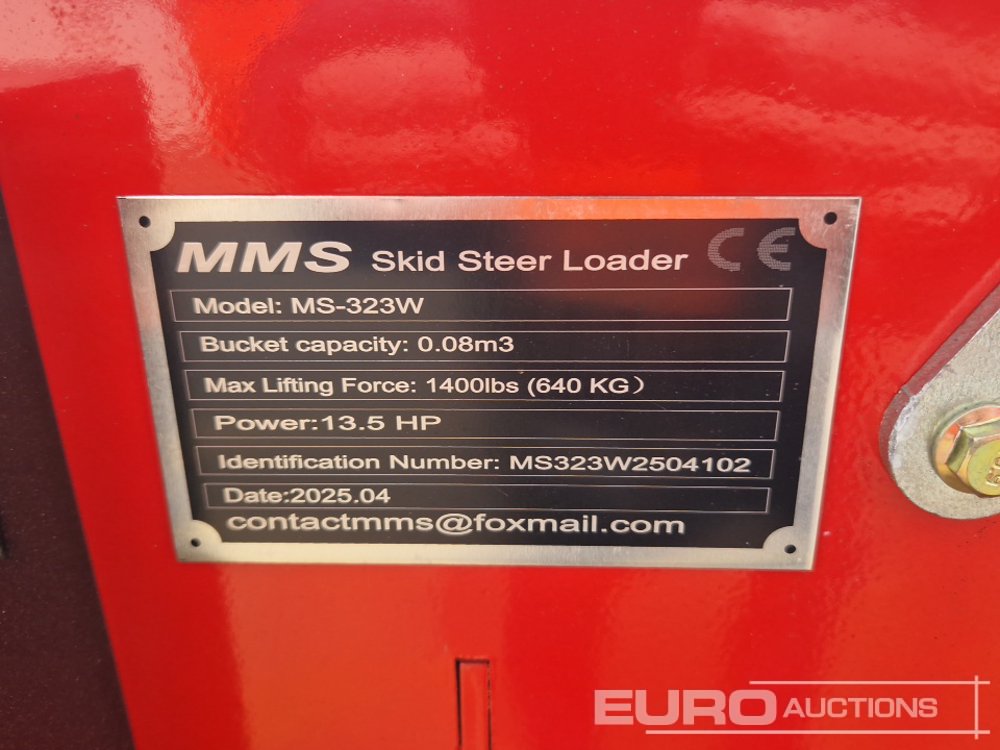 MMS Skid Steer Loader CE
Model: MS-323W
Bucket capacity: 0.08m3
Max Lifting Force: 1400lbs (640 KG）
Power:13.5 HP
Identification Number: MS323W2504102
Date:2025.04
contactmms@foxmail.com
EURO AUCTIONS